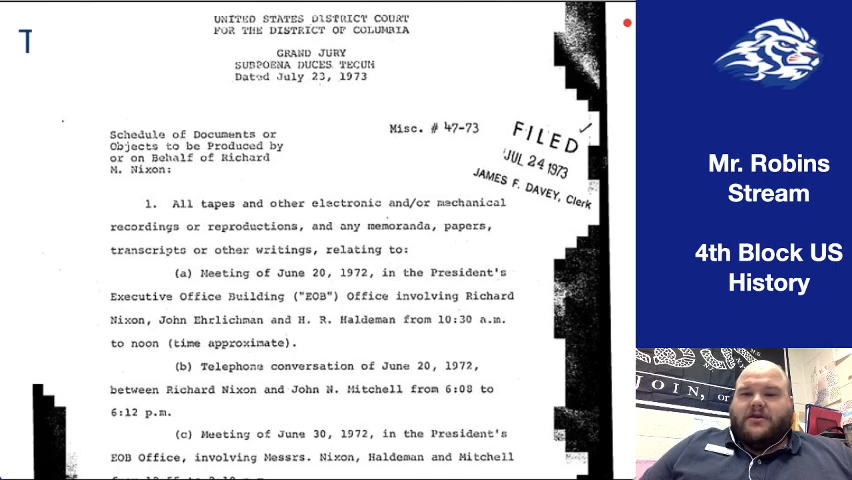 UNITED STATES DISTRICT COURT
FOR THE DISTRICT OF COLUMBIA
GRAND JURY
SUBPOENA DUCES TECUM
Dated July 23, 1973
T
Misc. # 47-73
FILED
JUL 24 1973
JAMES F. DAVEY, Clerk
Schedule of Documents or
Objects to be Produced by
or on Behalf of Richard
M. Nixon:
1. All tapes and other electronic and/or mechanical
recordings or reproductions, and any memoranda, papers,
transcripts or other writings, relating to:
(a) Meeting of June 20, 1972, in the President's
Executive Office Building ("EOB") Office involving Richard
Nixon, John Ehrlichman and H. R. Haldeman from 10:30 a.m.
to noon (time approximate).
(b) Telephone conversation of June 20, 1972,
between Richard Nixon and John N. Mitchell from 6:08 to
6:12 p.m.
(c) Meeting of June 30, 1972, in the President's
EOB Office, involving Messrs. Nixon, Haldeman and Mitchell
Mr. Robins
Stream
4th Block US
History
JOIN, or